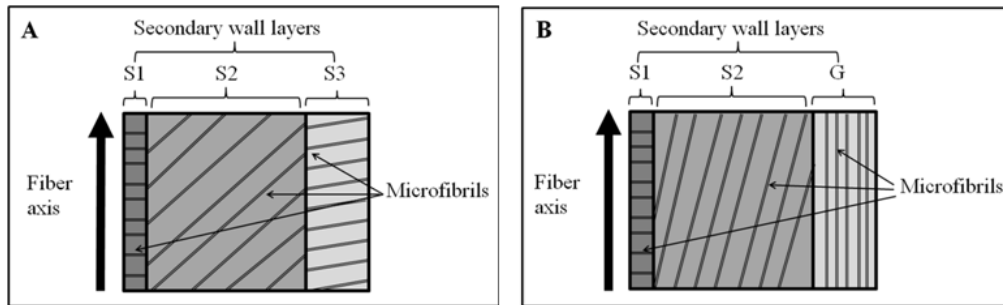 A
Secondary wall layers
S1 S2 S3
Fiber
axis
Microfibrils
B
Secondary wall layers
S1 S2 G
Fiber
axis
Microfibrils